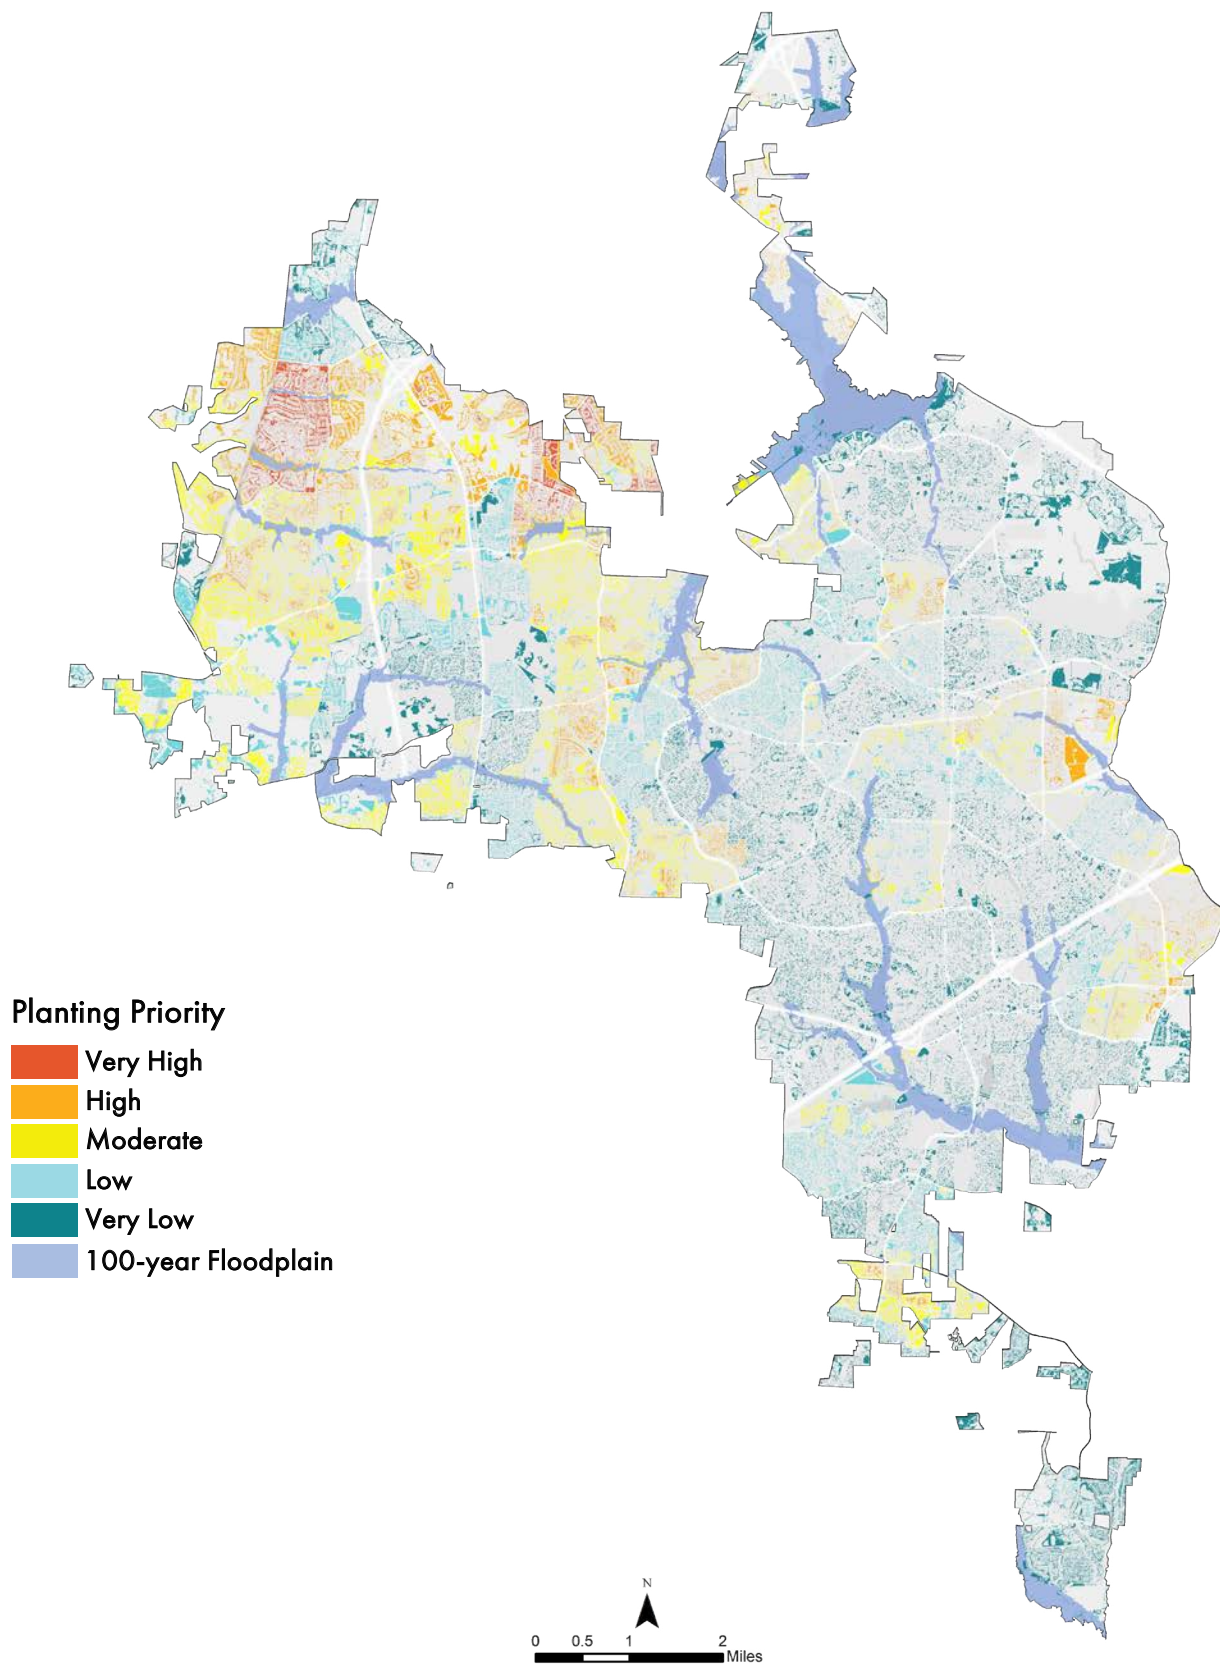 Planting Priority
Very High
High
Moderate
Low
Very Low
100-year Floodplain
N
0 0.5 1 2
Miles